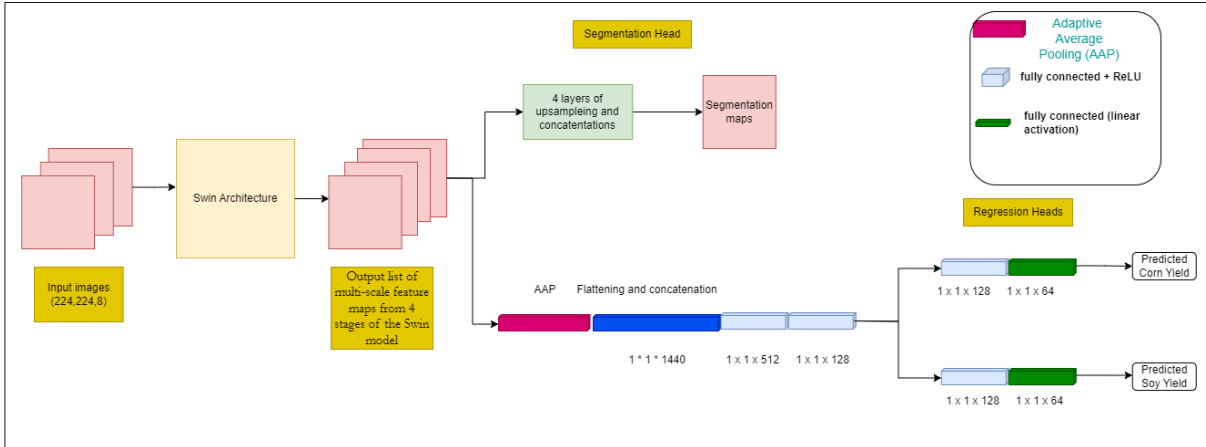 Segmentation Head
4 layers of
upsampleing and
concatentations
Segmentation
maps
Adaptive
Average
Pooling (AAP)
fully connected + ReLU
fully connected (linear
activation)
Swin Architecture
Input images
(224,224,8)
Output list of
multi-scale feature
maps from 4
stages of the Swin
model
AAP
Flattening and concatenation
1 * 1 * 1440
1 x 1 x 512
1 x 1 x 128
Regression Heads
1 x 1 x 128
1 x 1 x 64
Predicted
Corn Yield
1 x 1 x 128
1 x 1 x 64
Predicted
Soy Yield